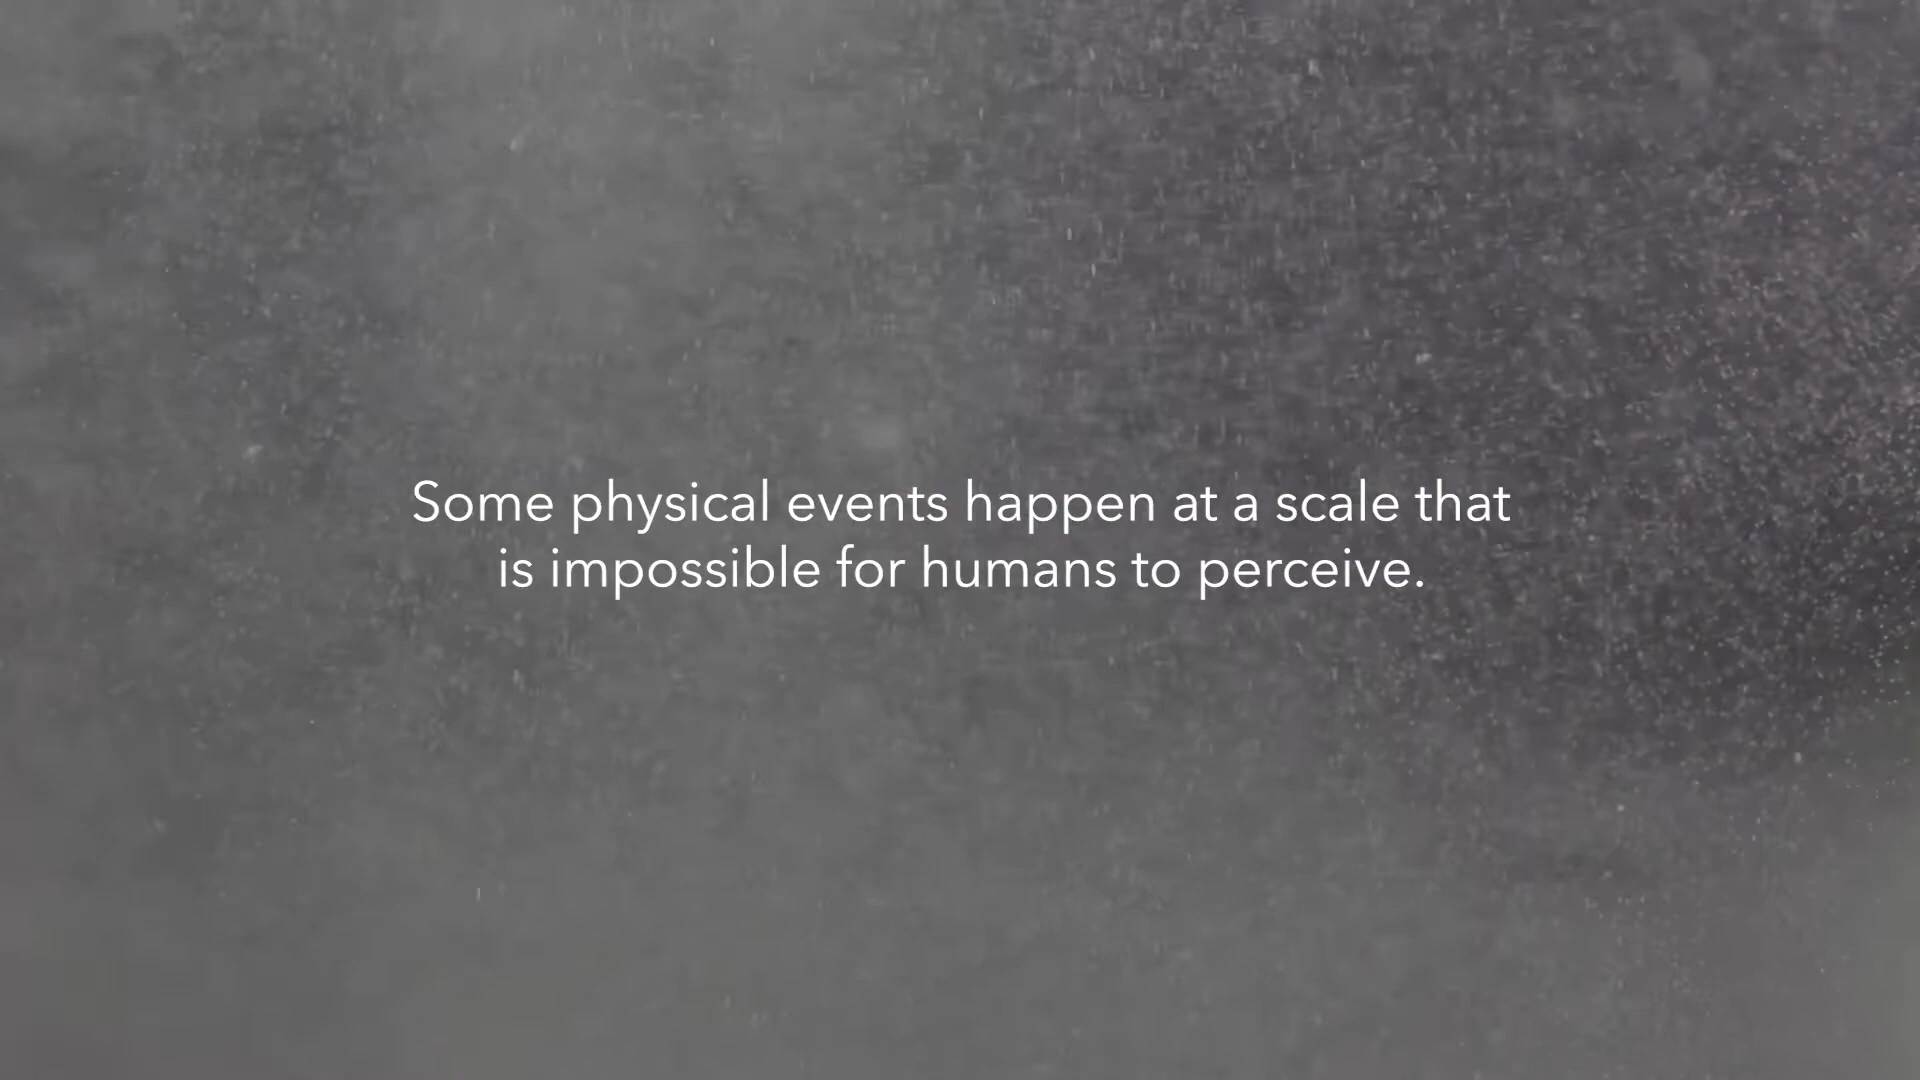 Some physical events happen at a scale that
is impossible for humans to perceive.